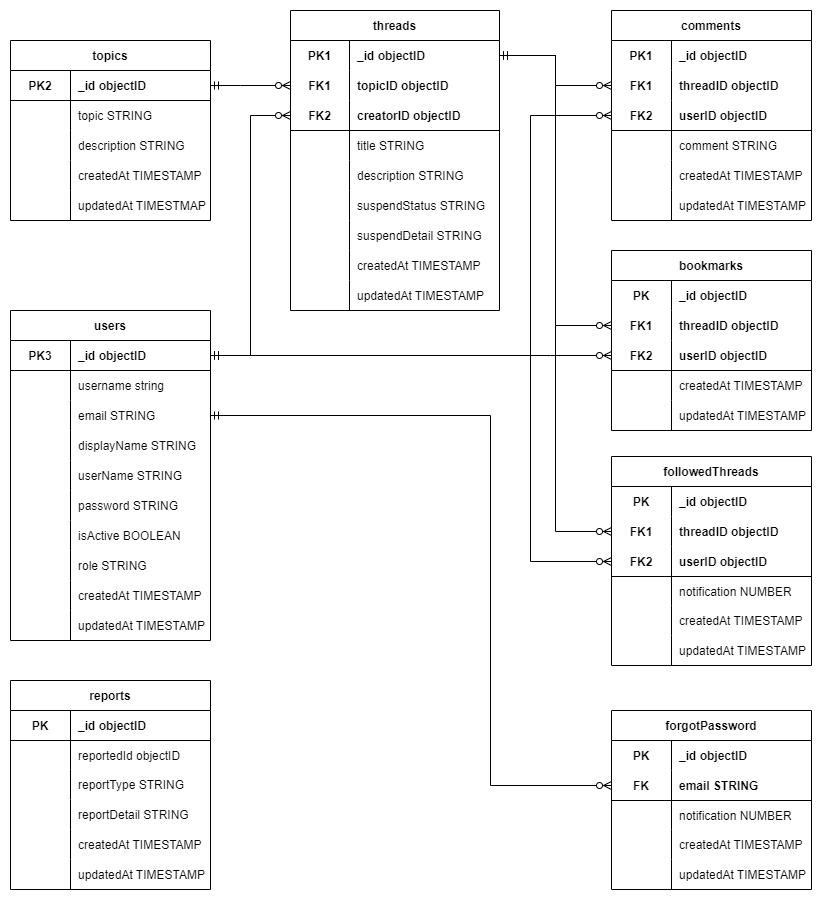 topics
PK2 _id objectID
topic STRING
description STRING
createdAt TIMESTAMP
updatedAt TIMESTMAP
threads
PK1 _id objectID
FK1 topicID objectID
FK2 creatorID objectID
title STRING
description STRING
suspendStatus STRING
suspendDetail STRING
createdAt TIMESTAMP
updatedAt TIMESTAMP
comments
PK1 _id objectID
FK1 threadID objectID
FK2 userID objectID
comment STRING
createdAt TIMESTAMP
updatedAt TIMESTAMP
users
PK3 _id objectID
username string
email STRING
displayName STRING
userName STRING
password STRING
isActive BOOLEAN
role STRING
createdAt TIMESTAMP
updatedAt TIMESTAMP
bookmarks
PK _id objectID
FK1 threadID objectID
FK2 userID objectID
createdAt TIMESTAMP
updatedAt TIMESTAMP
followedThreads
PK _id objectID
FK1 threadID objectID
FK2 userID objectID
notification NUMBER
createdAt TIMESTAMP
updatedAt TIMESTAMP
reports
PK _id objectID
reportedId objectID
reportType STRING
reportDetail STRING
createdAt TIMESTAMP
updatedAt TIMESTAMP
forgotPassword
PK _id objectID
FK email STRING
notification NUMBER
createdAt TIMESTAMP
updatedAt TIMESTAMP